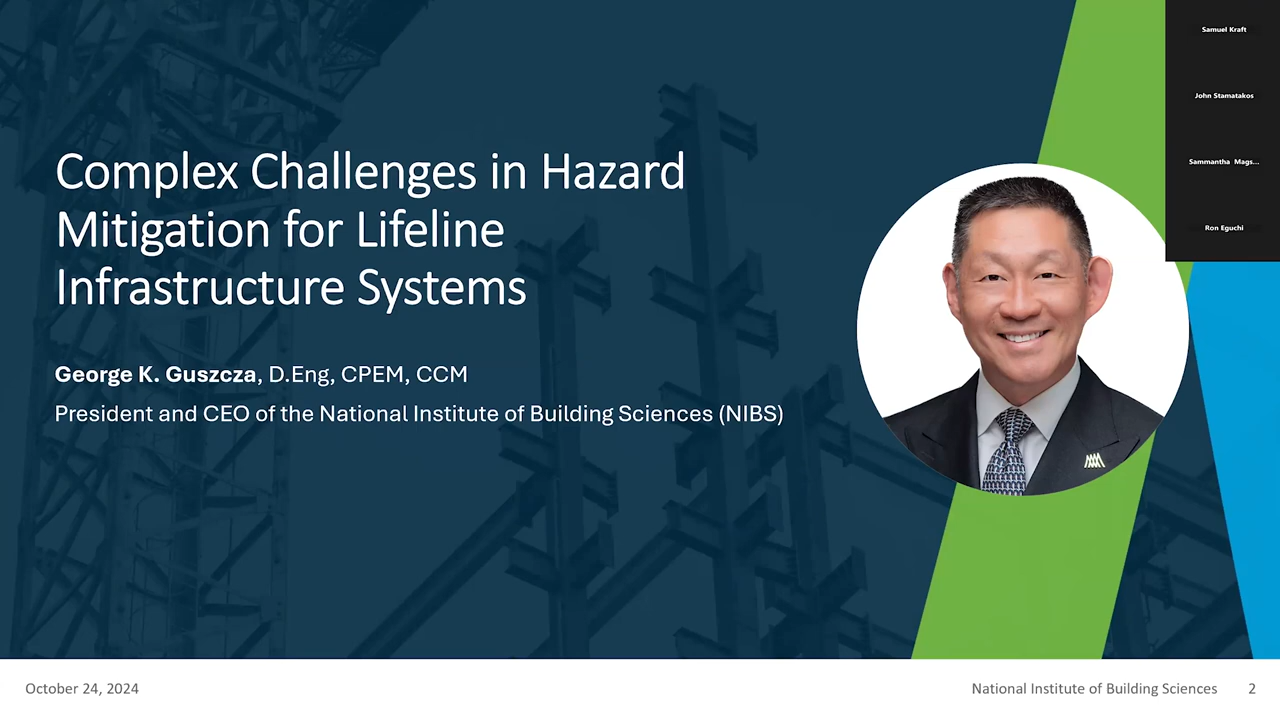 Complex Challenges in Hazard
Mitigation for Lifeline
Infrastructure Systems
George K. Guszcza, D.Eng, CPEM, CCM
President and CEO of the National Institute of Building Sciences (NIBS)
Samuel Kraft
John Stamatakos
Sammantha Mags...
Ron Eguchi
October 24, 2024
National Institute of Building Sciences 2